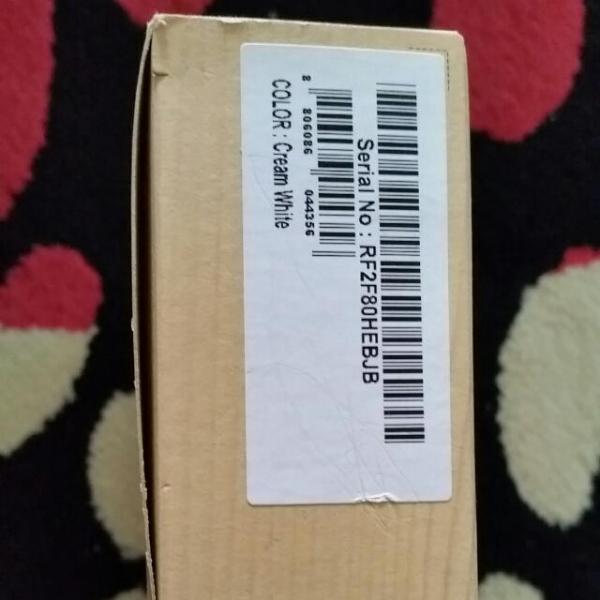 Serial No : RF2F80HEBJB
8 806086 044356
COLOR : Cream White